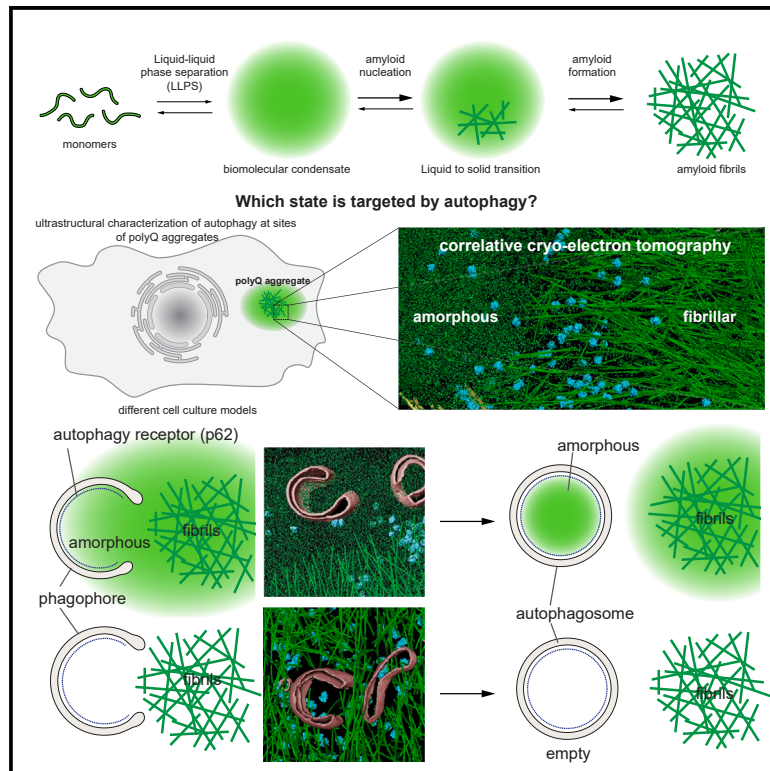 Liquid-liquid
phase separation
(LLPS)
amyloid
nucleation
amyloid
formation
monomers
biomolecular condensate
Liquid to solid transition
amyloid fibrils
Which state is targeted by autophagy?
ultrastructural characterization of autophagy at sites
of polyQ aggregates
polyQ aggregate
different cell culture models
correlative cryo-electron tomography
amorphous
fibrillar
autophagy receptor (p62)
amorphous
fibrils
phagophore
amorphous
fibrils
autophagosome
fibrils
fibrils
empty